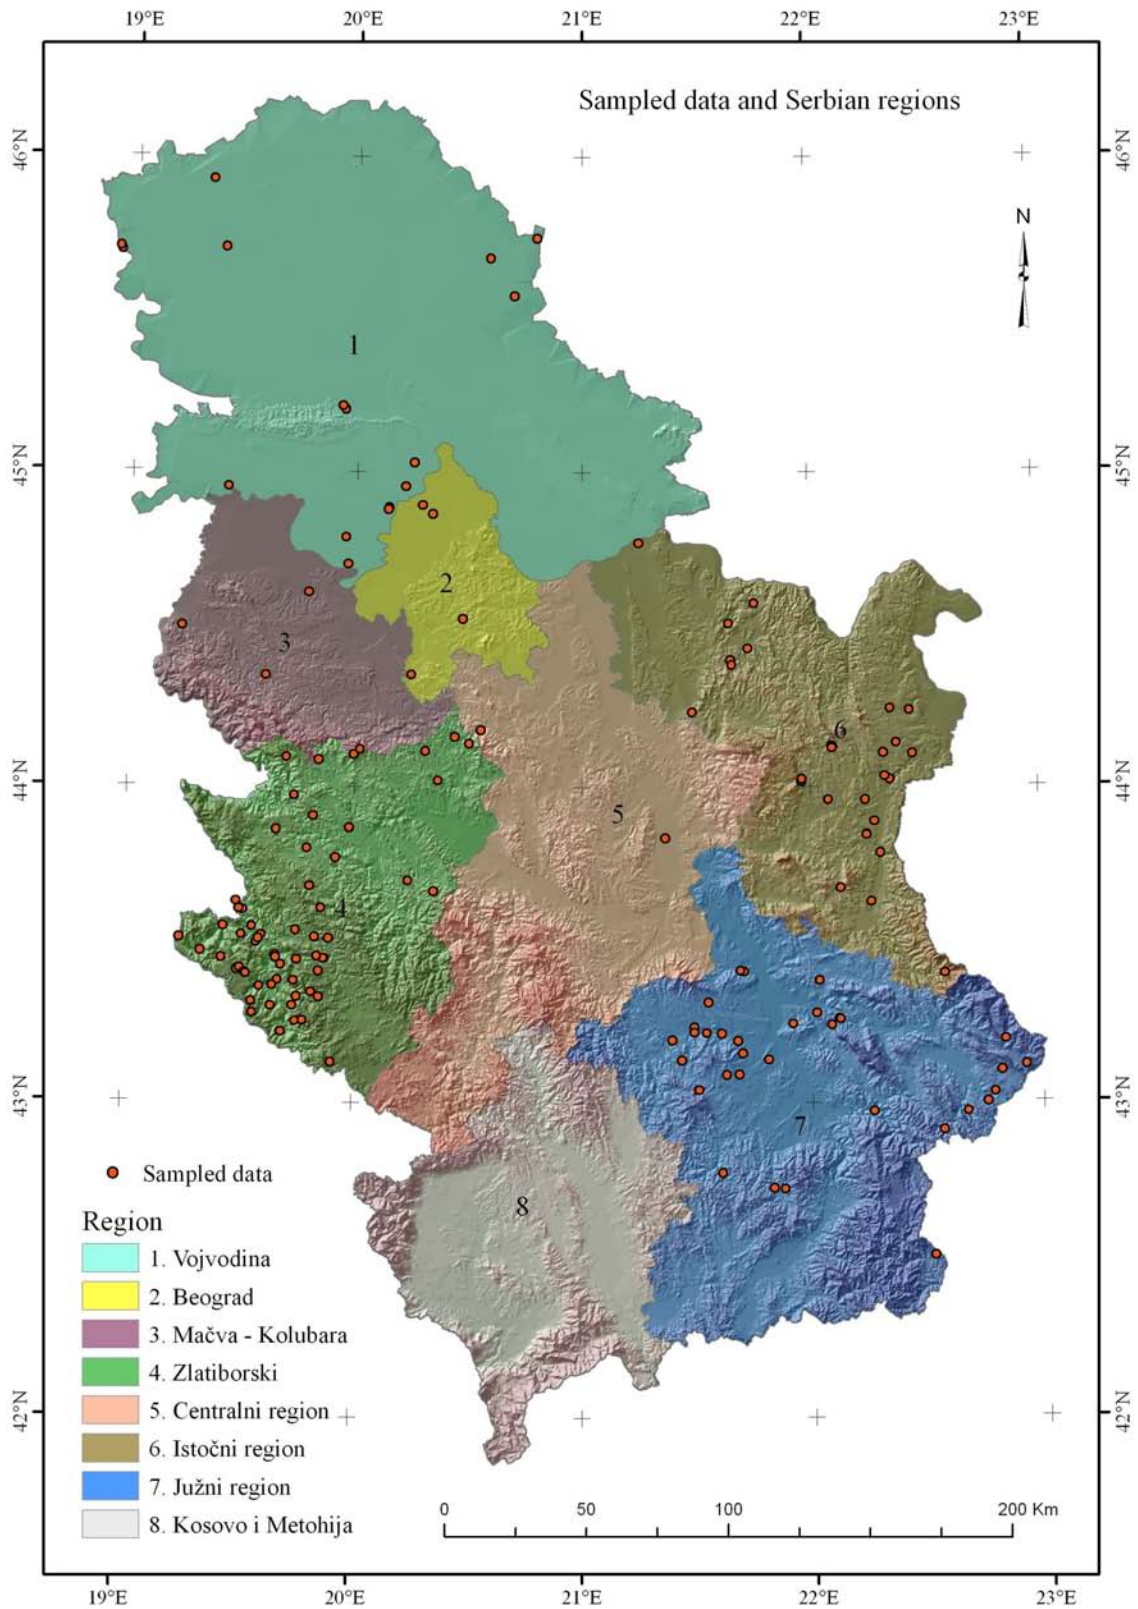 19°E 20°E 21°E 22°E 23°E
Sampled data and Serbian regions
46°N 46°N
N
1
45°N 45°N
2
3
6
44°N 44°N
5
4
43°N 43°N
7
Sampled data
8
Region
1. Vojvodina
2. Beograd
3. Mačva - Kolubara
4. Zlatiborski
42°N 42°N
5. Centralni region
6. Istočni region
7. Južni region
0 50 100 200 Km
8. Kosovo i Metohija
19°E 20°E 21°E 22°E 23°E